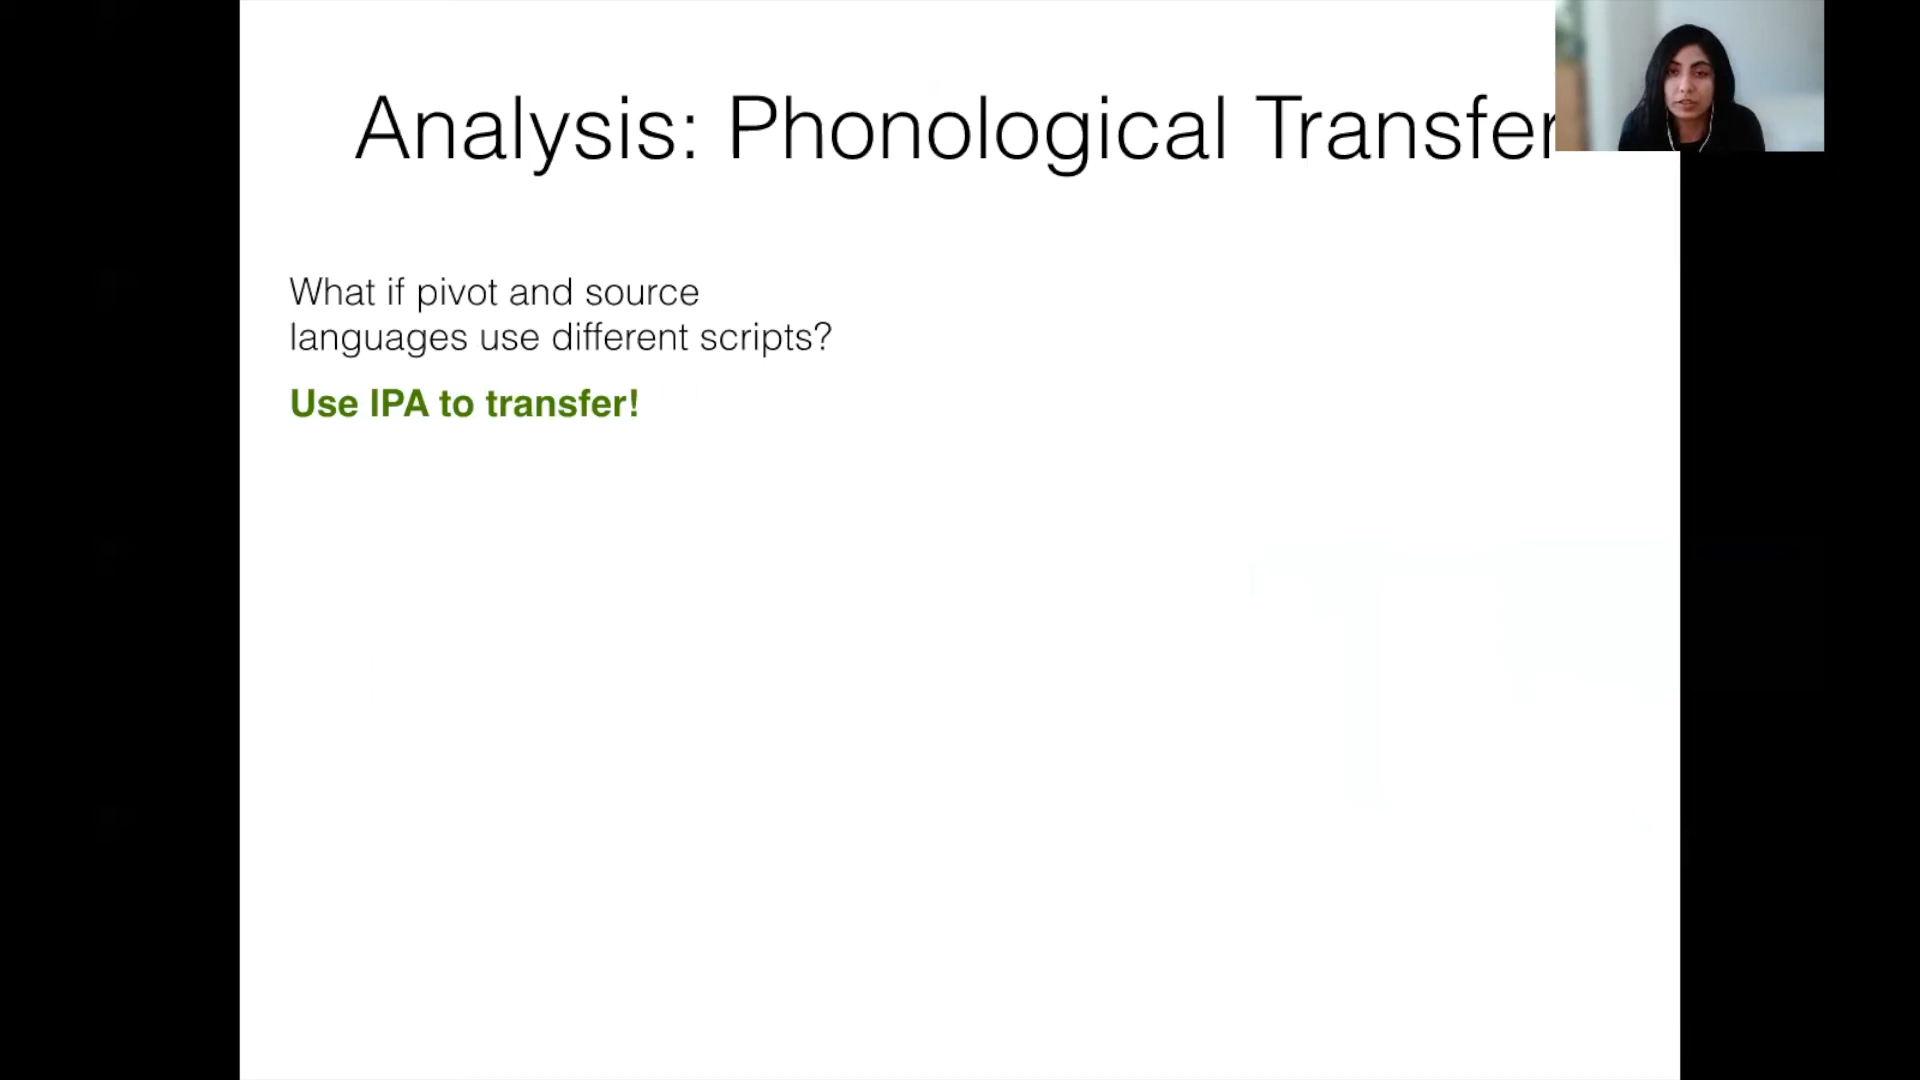 Analysis: Phonological Transfer
What if pivot and source
languages use different scripts?
Use IPA to transfer!